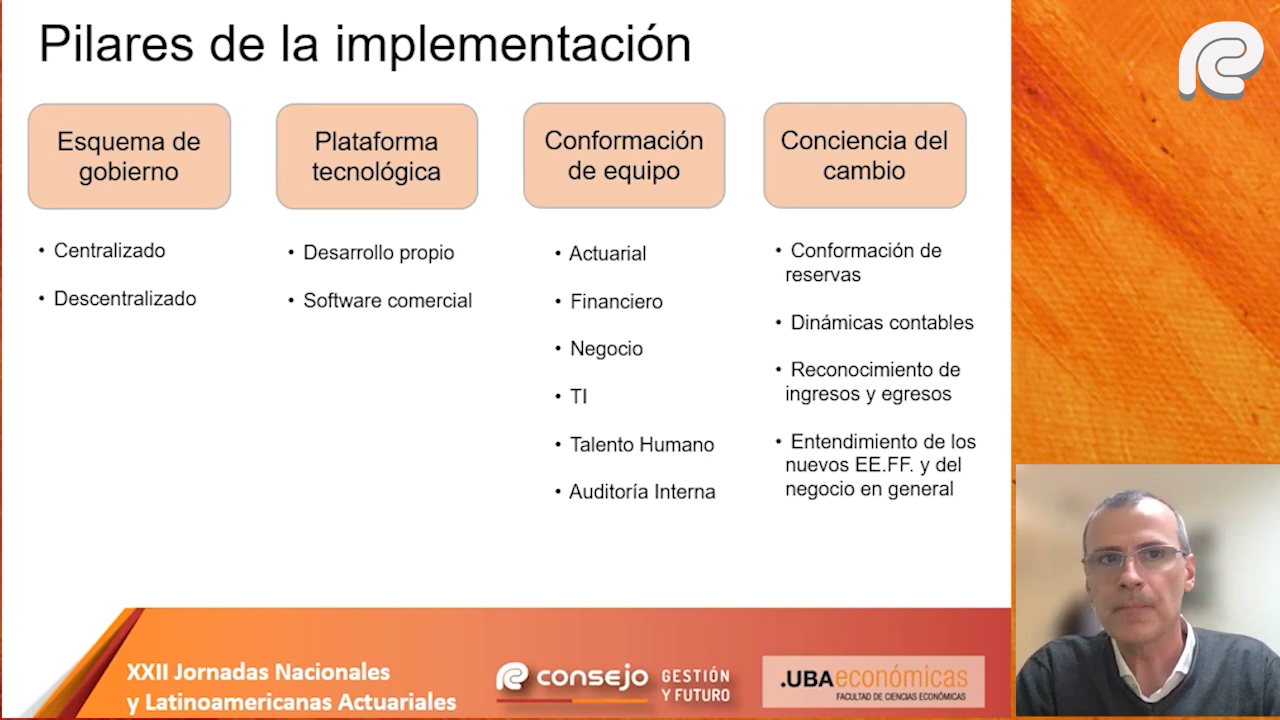 Pilares de la implementación
Esquema de
gobierno
• Centralizado
• Descentralizado
Plataforma
tecnológica
• Desarrollo propio
• Software comercial
Conformación
de equipo
• Actuarial
• Financiero
• Negocio
• TI
• Talento Humano
• Auditoría Interna
Conciencia del
cambio
• Conformación de
reservas
• Dinámicas contables
• Reconocimiento de
ingresos y egresos
• Entendimiento de los
nuevos EE.FF. y del
negocio en general
XXII Jornadas Nacionales
y Latinoamericanas Actuariales
consejo
GESTIÓN
Y FUTURO
.UBAeconómicas
FACULTAD DE CIENCIAS ECONÓMICAS